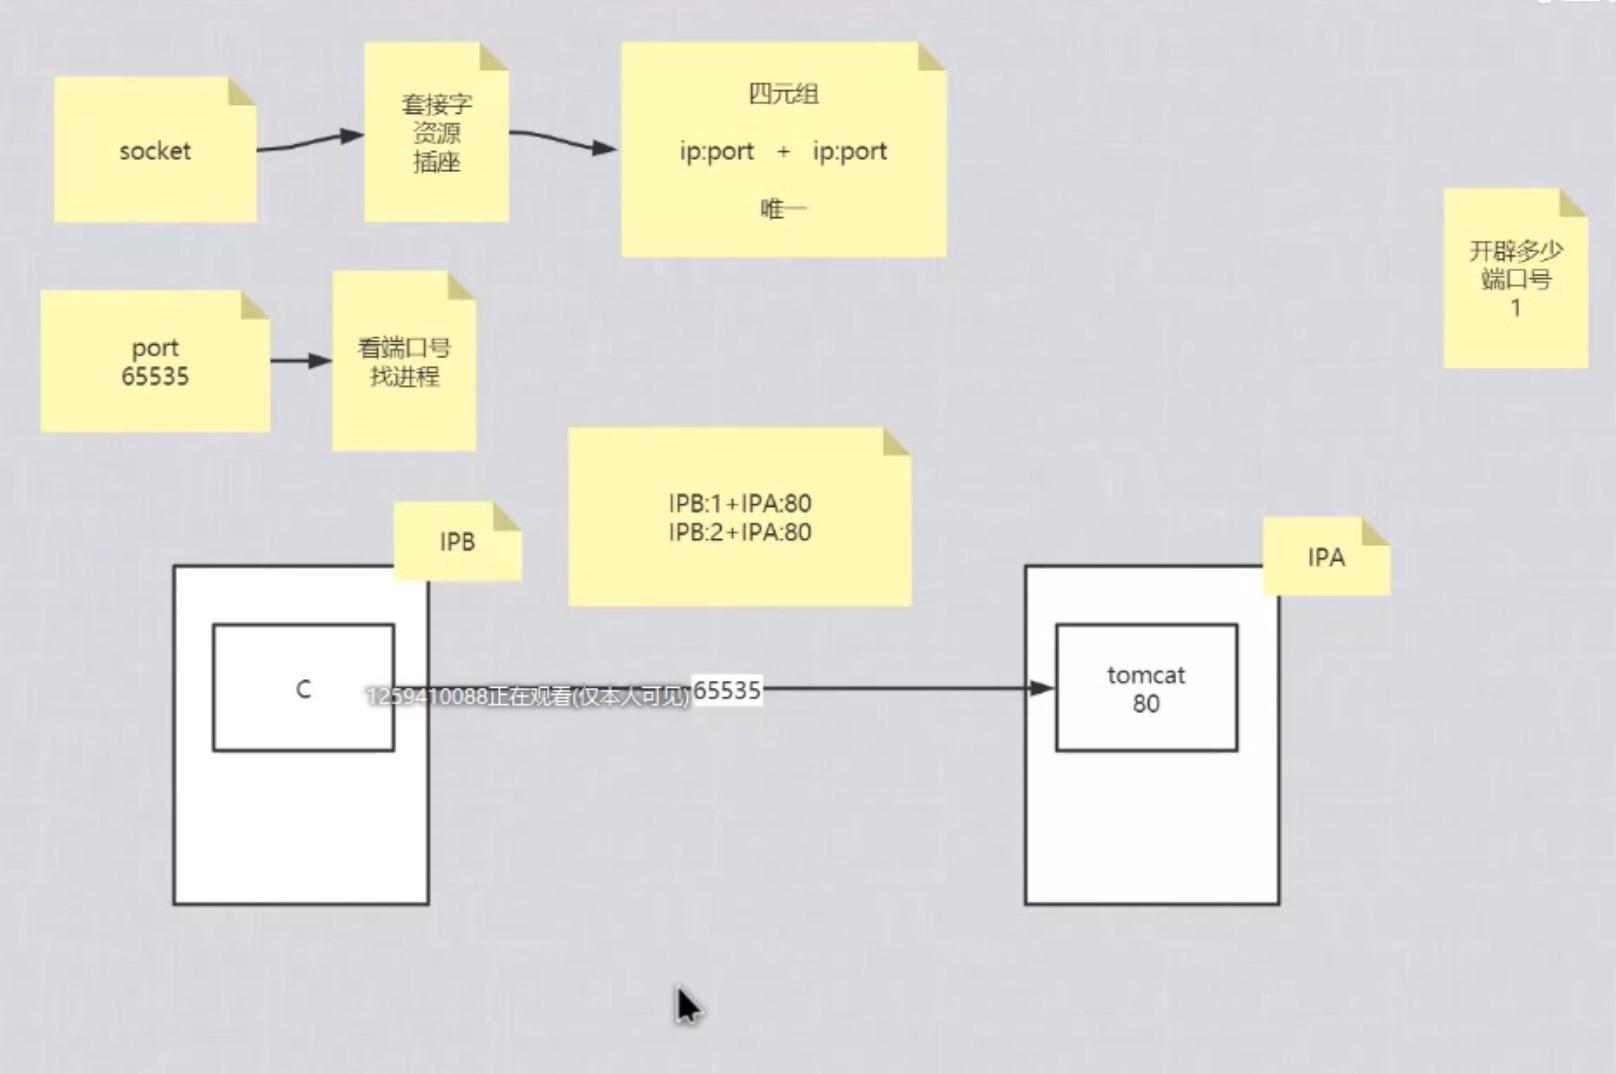 socket
套接字
资源
插座
四元组
ip:port + ip:port
唯一
开辟多少
端口号
1
port
65535
看端口号
找进程
IPB:1+IPA:80
IPB:2+IPA:80
IPB
IPA
C
1259410088正在观看(仅本人可见)
65535
tomcat
80